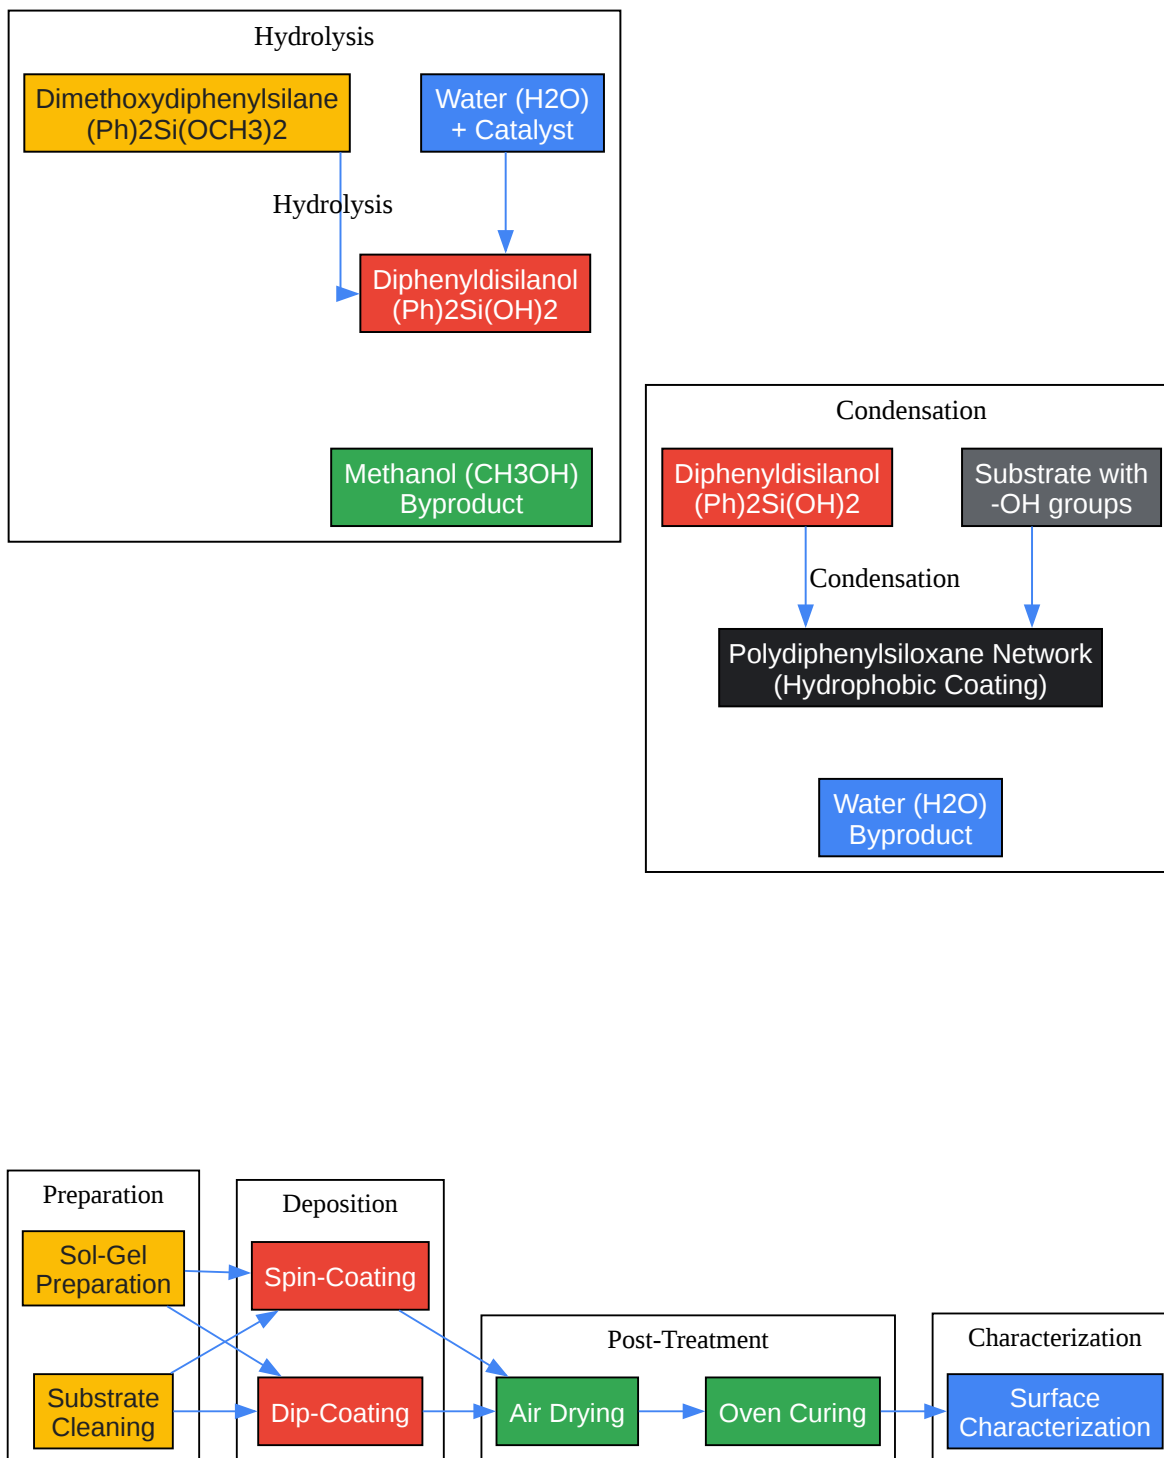 Hydrolysis
Dimethoxydiphenylsilane
(Ph)2Si(OCH3)2
Water (H2O)
+ Catalyst
Hydrolysis
Diphenyldisilanol
(Ph)2Si(OH)2
Methanol (CH3OH)
Byproduct
Condensation
Diphenyldisilanol
(Ph)2Si(OH)2
Substrate with
-OH groups
Condensation
Polydiphenylsiloxane Network
(Hydrophobic Coating)
Water (H2O)
Byproduct
Preparation
Sol-Gel
Preparation
Substrate
Cleaning
Deposition
Spin-Coating
Dip-Coating
Post-Treatment
Air Drying
Oven Curing
Characterization
Surface
Characterization